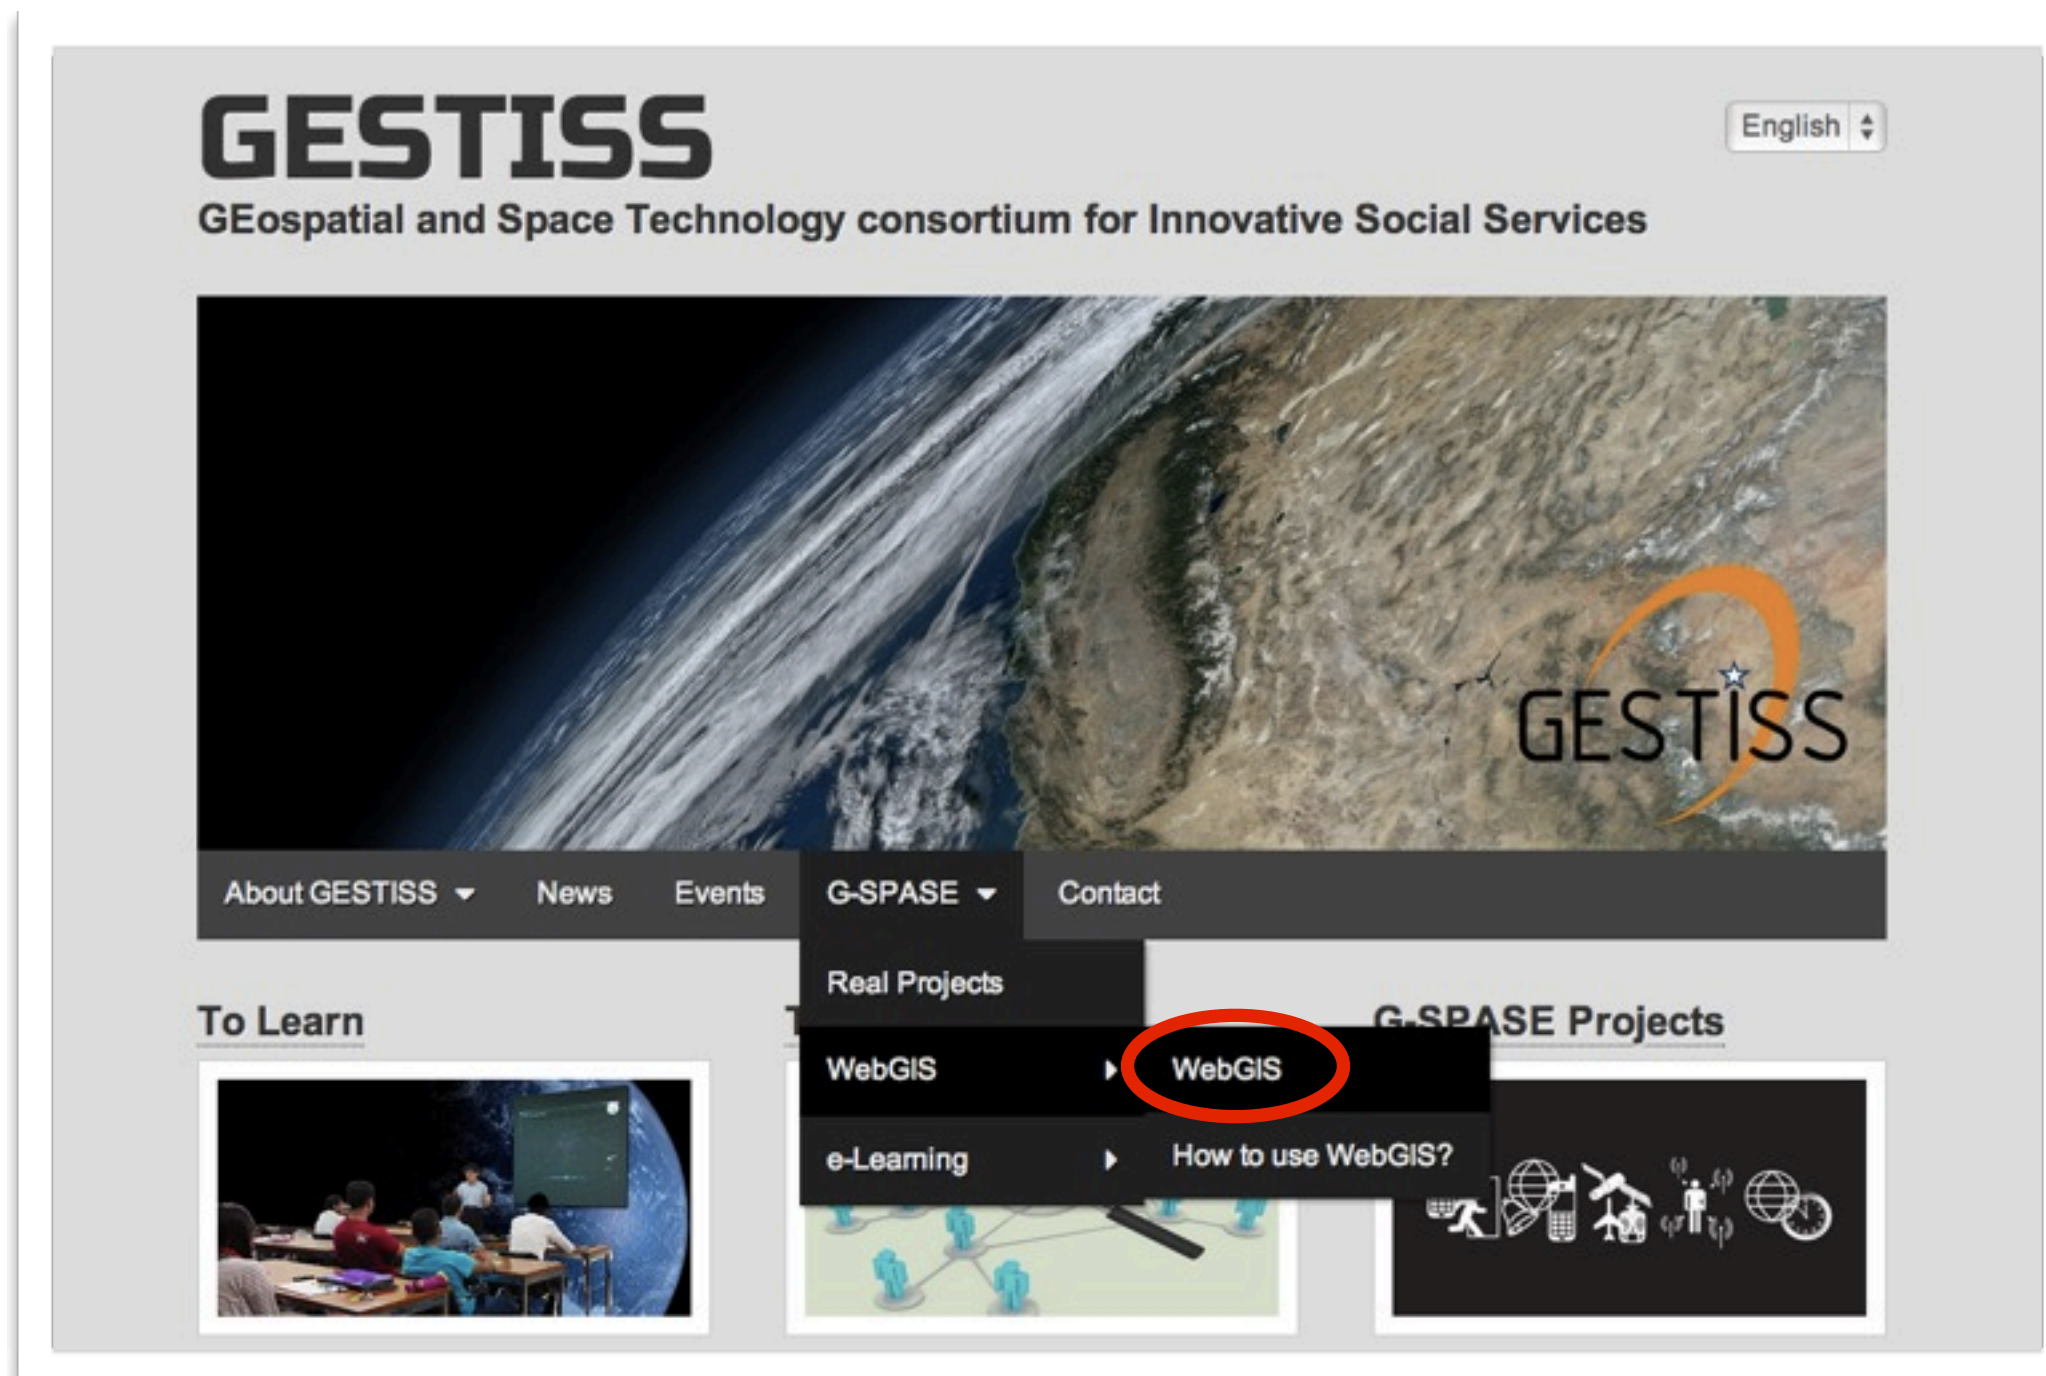 GESTISS
English
GEospatial and Space Technology consortium for Innovative Social Services
GESTISS
About GESTISS News Events G-SPASE Contact
Real Projects
To Learn
G-SPASE Projects
WebGIS
WebGIS
e-Learning
How to use WebGIS?